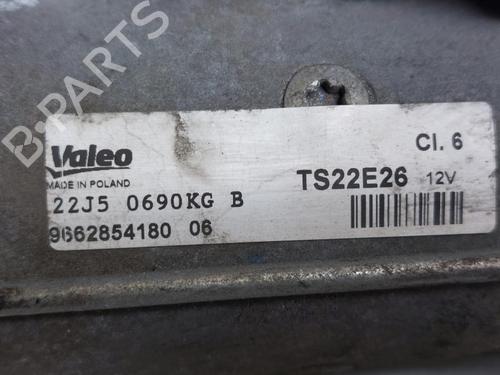 B-PARTS
Valeo
MADE IN POLAND
Cl. 6
TS22E26 12V
22J5 0690KG B
9662854180 06